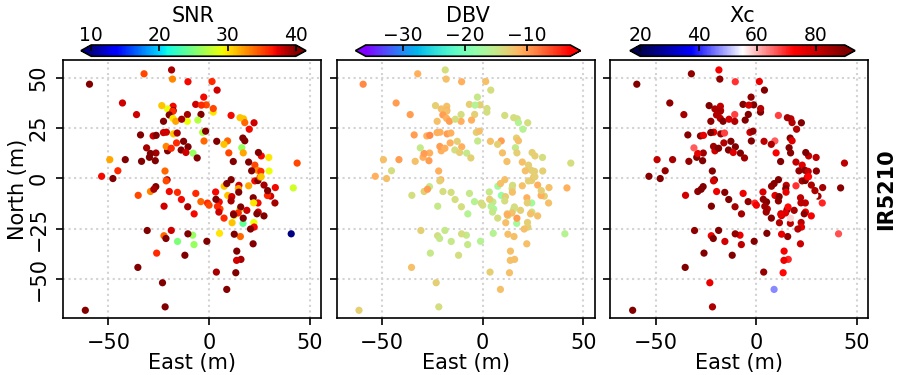 SNR DBV Xc
10 20 30 40 −30 −20 −10 20 40 60 80
50
25
0
−25
−50
North (m)
−50 0 50 −50 0 50 −50 0 50
East (m) East (m) East (m)
IR5210